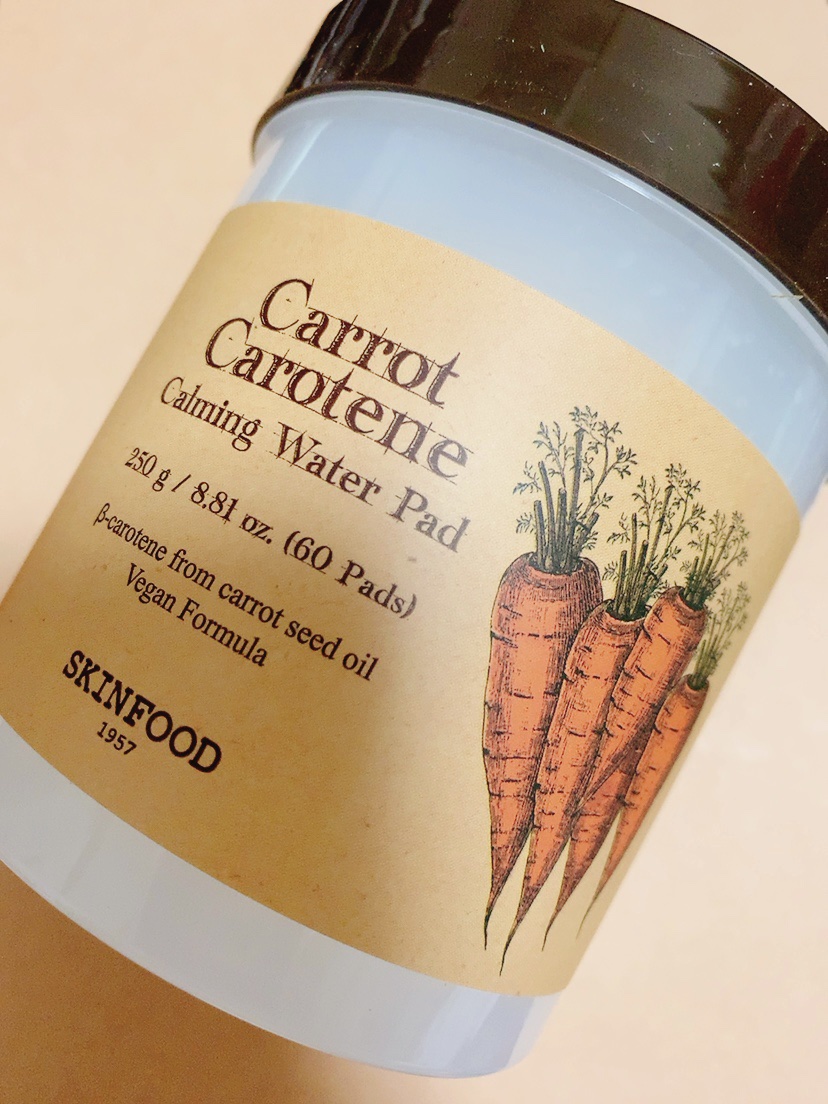 Carrot
Carotene
Calming Water Pad
250 g / 8.81 oz. (60 Pads)
β-carotene from carrot seed oil
Vegan Formula
SKINFOOD
1957